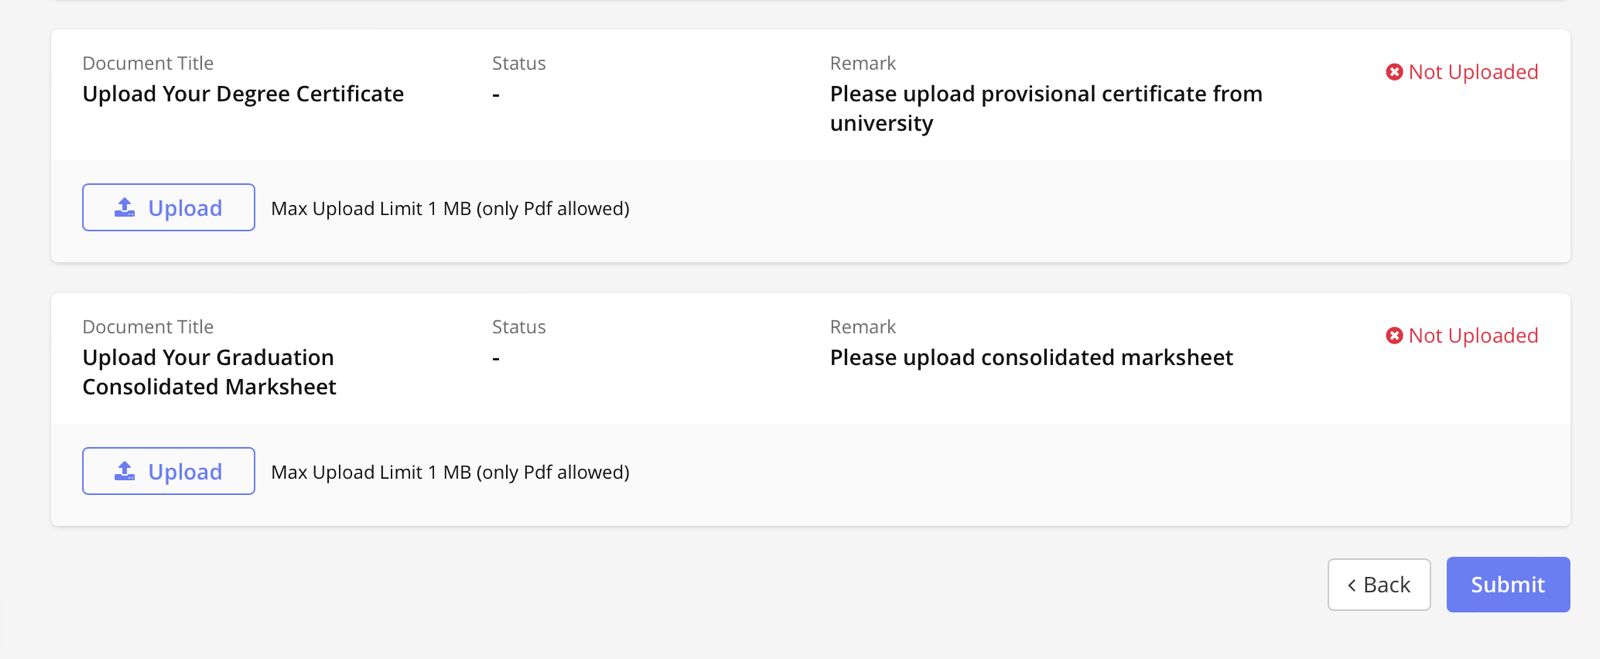 Document Title
Status
Remark
Not Uploaded
Upload Your Degree Certificate
-
Please upload provisional certificate from
university
Upload
Max Upload Limit 1 MB (only Pdf allowed)
Document Title
Status
Remark
Not Uploaded
Upload Your Graduation
Consolidated Marksheet
-
Please upload consolidated marksheet
Upload
Max Upload Limit 1 MB (only Pdf allowed)
Back
Submit